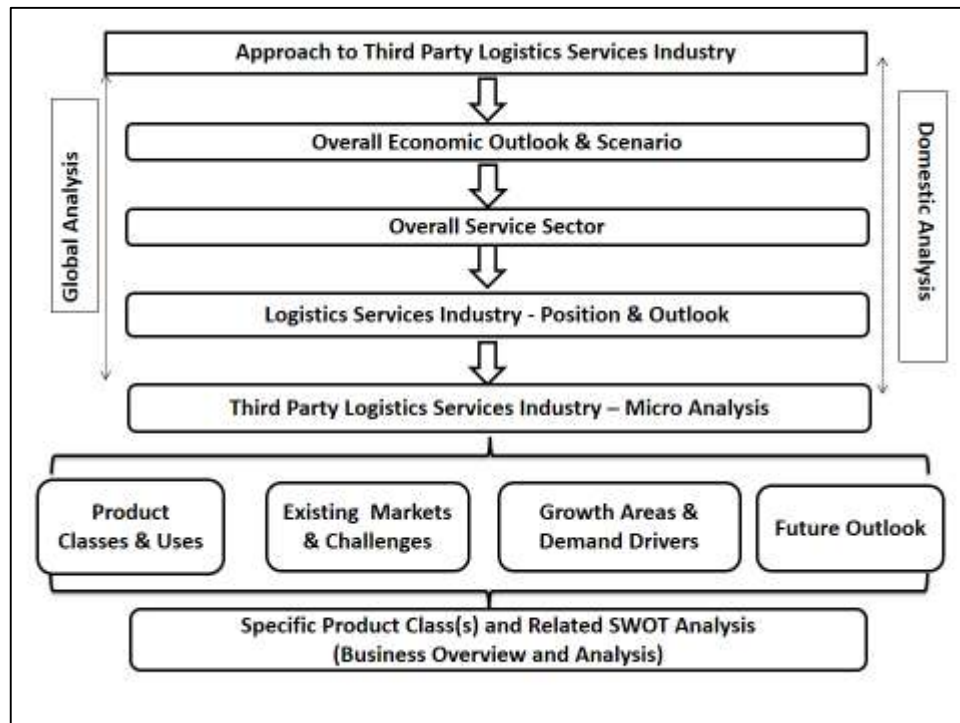 Approach to Third Party Logistics Services Industry
Global Analysis
Domestic Analysis
Overall Economic Outlook & Scenario
Overall Service Sector
Logistics Services Industry - Position & Outlook
Third Party Logistics Services Industry – Micro Analysis
Product
Classes & Uses
Existing Markets
& Challenges
Growth Areas &
Demand Drivers
Future Outlook
Specific Product Class(s) and Related SWOT Analysis
(Business Overview and Analysis)